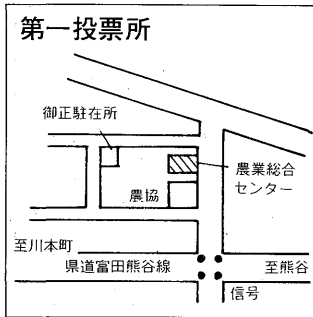 第一投票所
御正駐在所
農業総合
センター
農協
至川本町
県道富田熊谷線
至熊谷
信号